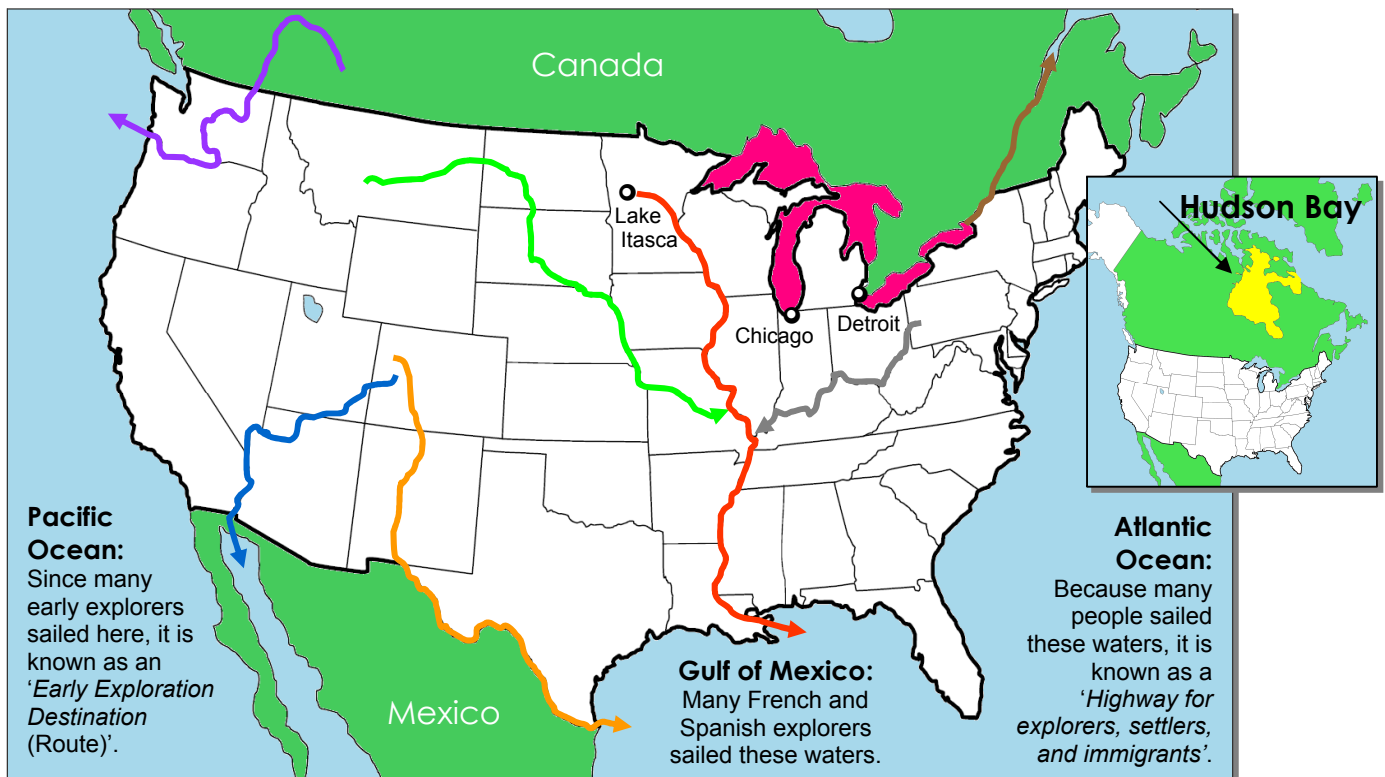 Canada
Hudson Bay
Lake
Itasca
Chicago
Detroit
Pacific
Ocean:
Since many
early explorers
sailed here, it is
known as an
‘Early Exploration
Destination
(Route)’.
Mexico
Gulf of Mexico:
Many French and
Spanish explorers
sailed these waters.
Atlantic
Ocean:
Because many
people sailed
these waters, it is
known as a
‘Highway for
explorers, settlers,
and immigrants’.